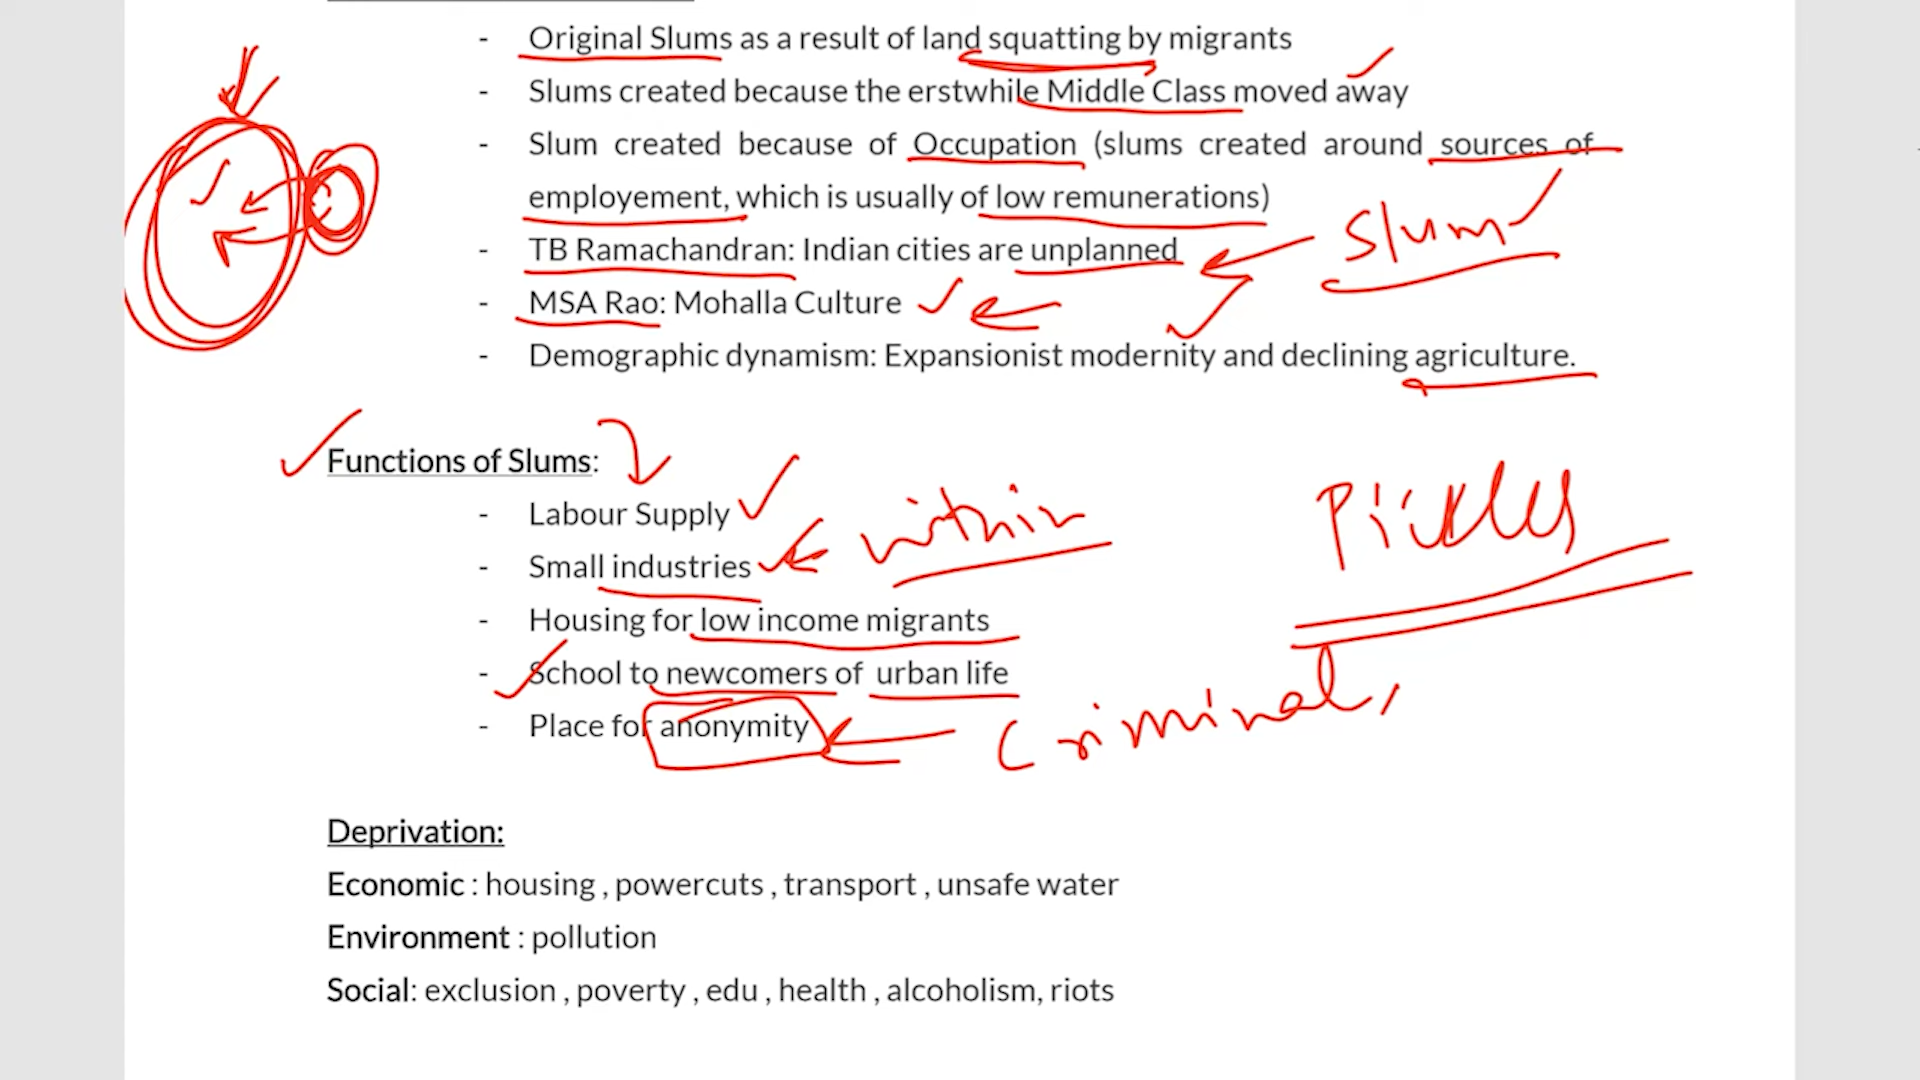 - Original Slums as a result of land squatting by migrants
- Slums created because the erstwhile Middle Class moved away
- Slum created because of Occupation (slums created around sources of
employement, which is usually of low remunerations)
Slum
- TB Ramachandran: Indian cities are unplanned
- MSA Rao: Mohalla Culture
- Demographic dynamism: Expansionist modernity and declining agriculture.
Functions of Slums:
- Labour Supply
within
Pickles
- Small industries
- Housing for low income migrants
- School to newcomers of urban life
- Place for anonymity
Criminal,
Deprivation:
Economic : housing , powercuts , transport , unsafe water
Environment : pollution
Social: exclusion , poverty , edu , health , alcoholism, riots